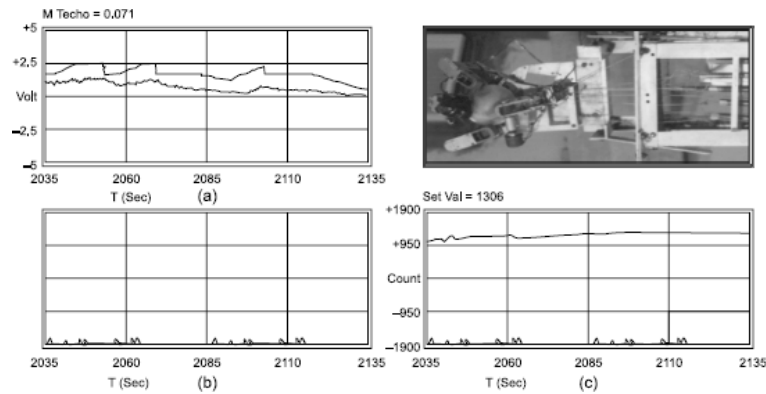 M Techo = 0.071
+5
+2.5
Volt
–2,5
–5
2035 2060 2085 2110 2135
T (Sec) (a)
Set Val = 1306
+1900
+950
Count
–950
–1900
2035 2060 2085 2110 2135
T (Sec) (b)
2035 2060 2085 2110 2135
T (Sec) (c)